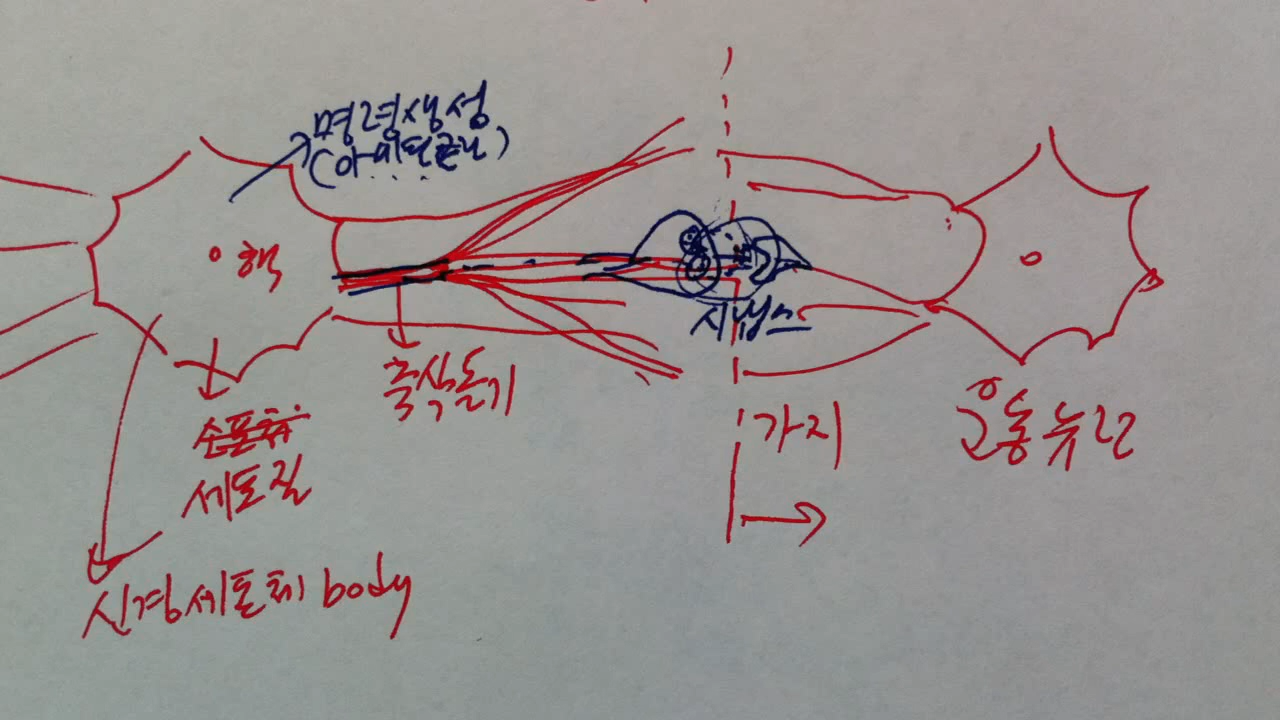 명령생성
핵
시냅스
축삭돌기
가지
운동뉴런
세포질
신경세포체 body